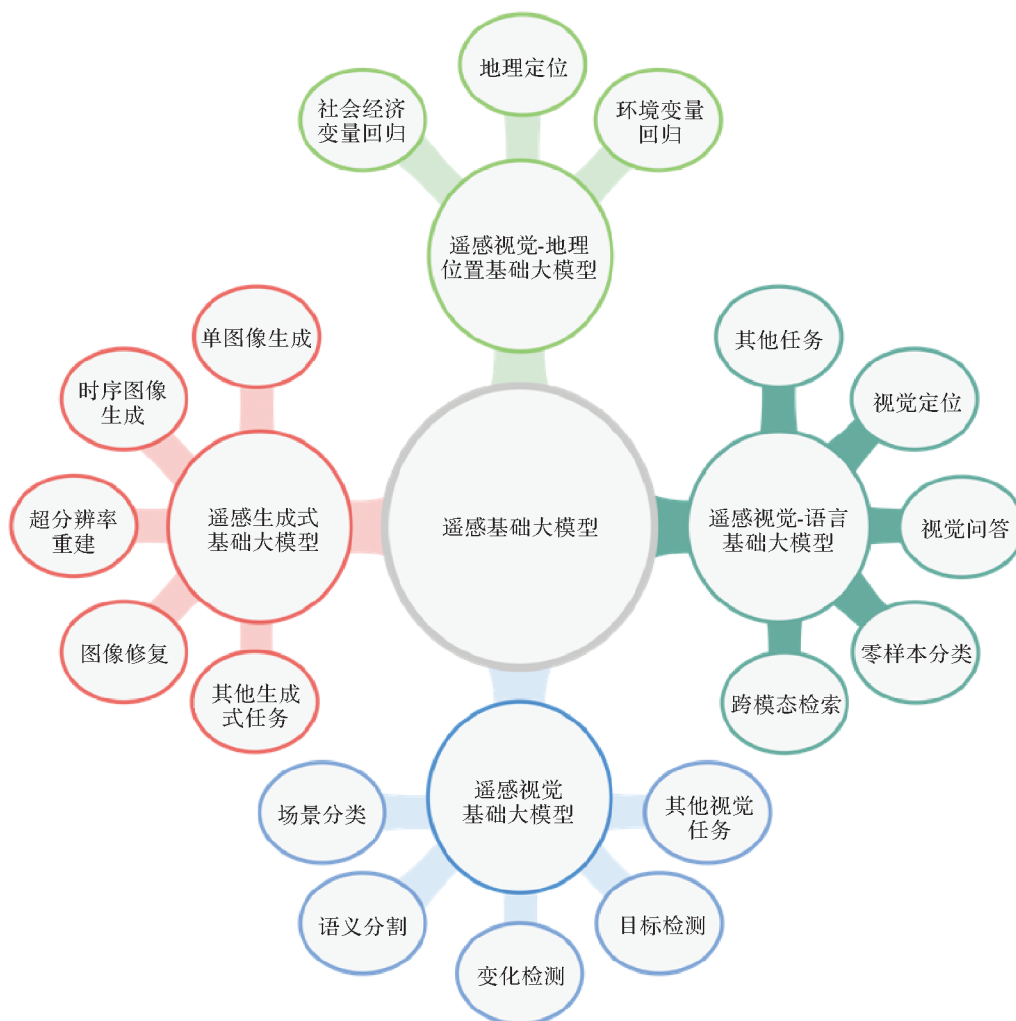 地理定位
社会经济
变量回归
环境变量
回归
遥感视觉-地理
位置基础大模型
单图像生成
时序图像
生成
超分辨率
重建
图像修复
其他生成
式任务
遥感生成式
基础大模型
遥感基础大模型
遥感视觉-语言
基础大模型
其他任务
视觉定位
视觉问答
零样本分类
跨模态检索
遥感视觉
基础大模型
场景分类
语义分割
变化检测
目标检测
其他视觉
任务